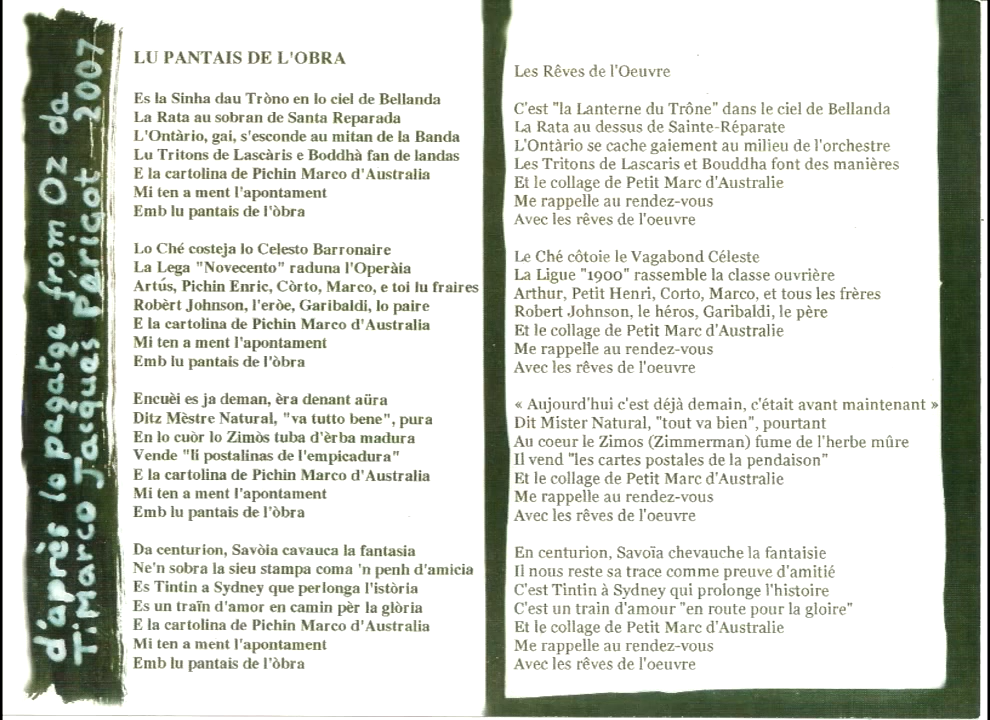 d'après lo pegatge from Oz da
Ti.Marco Jacques Périgot 2007
LU PANTAIS DE L'OBRA
Es la Sinha dau Tròno en lo ciel de Bellanda
La Rata au sobran de Santa Reparada
L'Ontàrio, gai, s'esconde au mitan de la Banda
Lu Tritons de Lascàris e Boddhà fan de landas
E la cartolina de Pichin Marco d'Australia
Mi ten a ment l'apontament
Emb lu pantais de l'òbra
Lo Ché costeja lo Celesto Barronaire
La Lega "Novecento" raduna l'Operàia
Artús, Pichin Enric, Còrto, Marco, e toi lu fraires
Robèrt Johnson, l'eròe, Garibaldi, lo paire
E la cartolina de Pichin Marco d'Australia
Mi ten a ment l'apontament
Emb lu pantais de l'òbra
Encuèi es ja deman, èra denant aüra
Ditz Mèstre Natural, "va tutto bene", pura
En lo cuòr lo Zimòs tuba d'èrba madura
Vende "li postalinas de l'empicadura"
E la cartolina de Pichin Marco d'Australia
Mi ten a ment l'apontament
Emb lu pantais de l'òbra
Da centurion, Savòia cavauca la fantasia
Ne'n sobra la sieu stampa coma 'n penh d'amicia
Es Tintin a Sydney que perlonga l'istòria
Es un traïn d'amor en camin pèr la glòria
E la cartolina de Pichin Marco d'Australia
Mi ten a ment l'apontament
Emb lu pantais de l'òbra
Les Rêves de l'Oeuvre
C'est "la Lanterne du Trône" dans le ciel de Bellanda
La Rata au dessus de Sainte-Réparate
L'Ontàrio se cache gaiement au milieu de l'orchestre
Les Tritons de Lascaris et Bouddha font des manières
Et le collage de Petit Marc d'Australie
Me rappelle au rendez-vous
Avec les rêves de l'oeuvre
Le Ché côtoie le Vagabond Céleste
La Ligue "1900" rassemble la classe ouvrière
Arthur, Petit Henri, Corto, Marco, et tous les frères
Robert Johnson, le héros, Garibaldi, le père
Et le collage de Petit Marc d'Australie
Me rappelle au rendez-vous
Avec les rêves de l'oeuvre
« Aujourd'hui c'est déjà demain, c'était avant maintenant »
Dit Mister Natural, "tout va bien", pourtant
Au coeur le Zimos (Zimmerman) fume de l'herbe mûre
Il vend "les cartes postales de la pendaison"
Et le collage de Petit Marc d'Australie
Me rappelle au rendez-vous
Avec les rêves de l'oeuvre
En centurion, Savoïa chevauche la fantaisie
Il nous reste sa trace comme preuve d'amitié
C'est Tintin à Sydney qui prolonge l'histoire
C'est un train d'amour "en route pour la gloire"
Et le collage de Petit Marc d'Australie
Me rappelle au rendez-vous
Avec les rêves de l'oeuvre